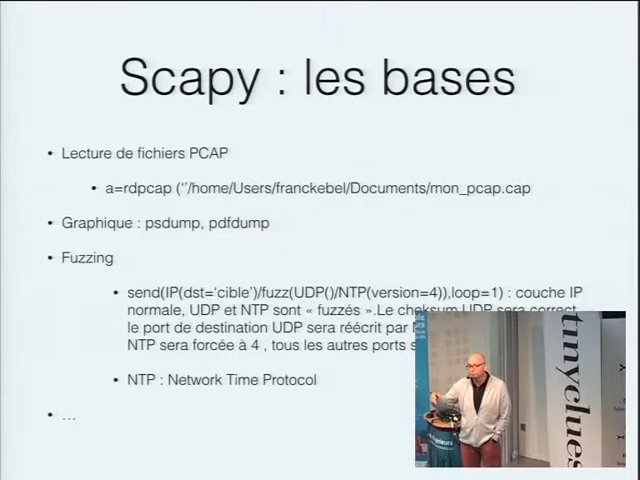 Scapy : les bases
• Lecture de fichiers PCAP
• a=rdpcap (‘’/home/Users/franckebel/Documents/mon_pcap.cap
• Graphique : psdump, pdfdump
• Fuzzing
• send(IP(dst=‘cible’)/fuzz(UDP()/NTP(version=4)),loop=1) : couche IP
normale, UDP et NTP sont « fuzzés ».Le cheksum UDP sera correct,
le port de destination UDP sera réécrit par
NTP sera forcée à 4 , tous les autres ports
• NTP : Network Time Protocol
• ...
tinyclues